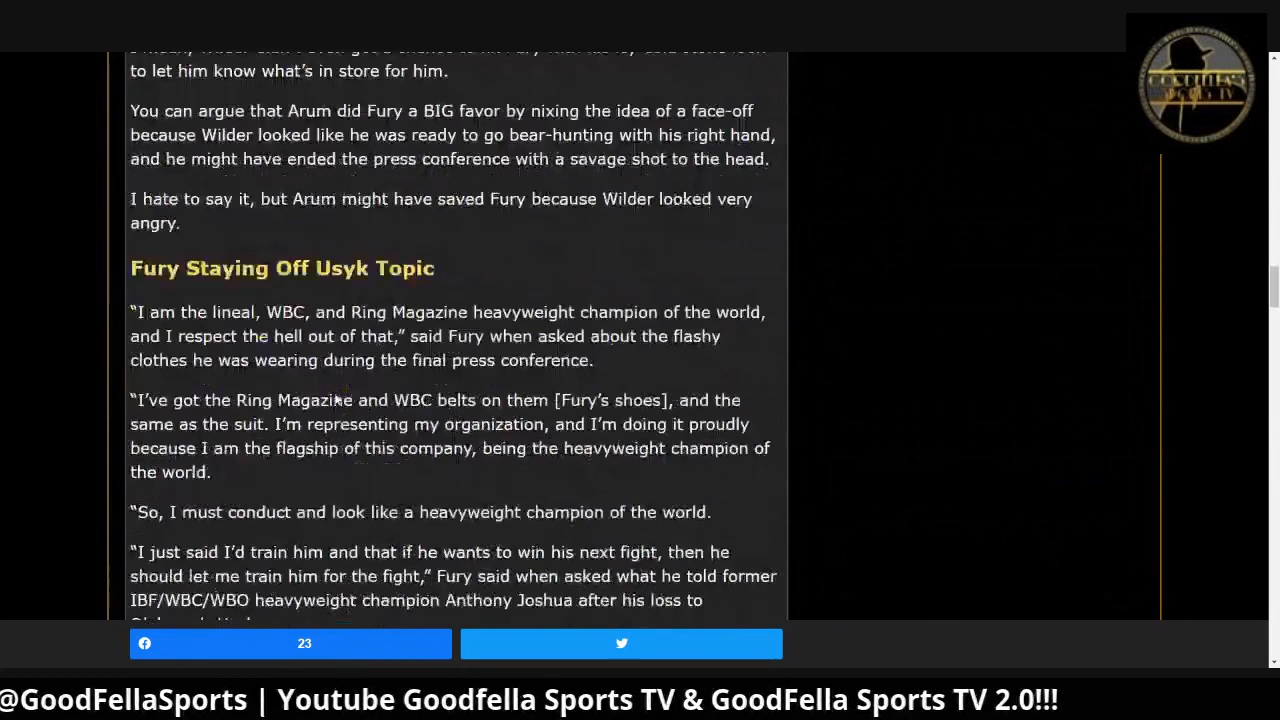 to let him know what's in store for him.
You can argue that Arum did Fury a BIG favor by nixing the idea of a face-off
because Wilder looked like he was ready to go bear-hunting with his right hand,
and he might have ended the press conference with a savage shot to the head.
I hate to say it, but Arum might have saved Fury because Wilder looked very
angry.
Fury Staying Off Usyk Topic
“I am the lineal, WBC, and Ring Magazine heavyweight champion of the world,
and I respect the hell out of that,” said Fury when asked about the flashy
clothes he was wearing during the final press conference.
“I’ve got the Ring Magazine and WBC belts on them [Fury’s shoes], and the
same as the suit. I’m representing my organization, and I’m doing it proudly
because I am the flagship of this company, being the heavyweight champion of
the world.
“So, I must conduct and look like a heavyweight champion of the world.
“I just said I’d train him and that if he wants to win his next fight, then he
should let me train him for the fight,” Fury said when asked what he told former
IBF/WBC/WBO heavyweight champion Anthony Joshua after his loss to
23
GOODFELLA'S
SPORTS TV
@GoodFellaSports | Youtube Goodfella Sports TV & GoodFella Sports TV 2.0!!!